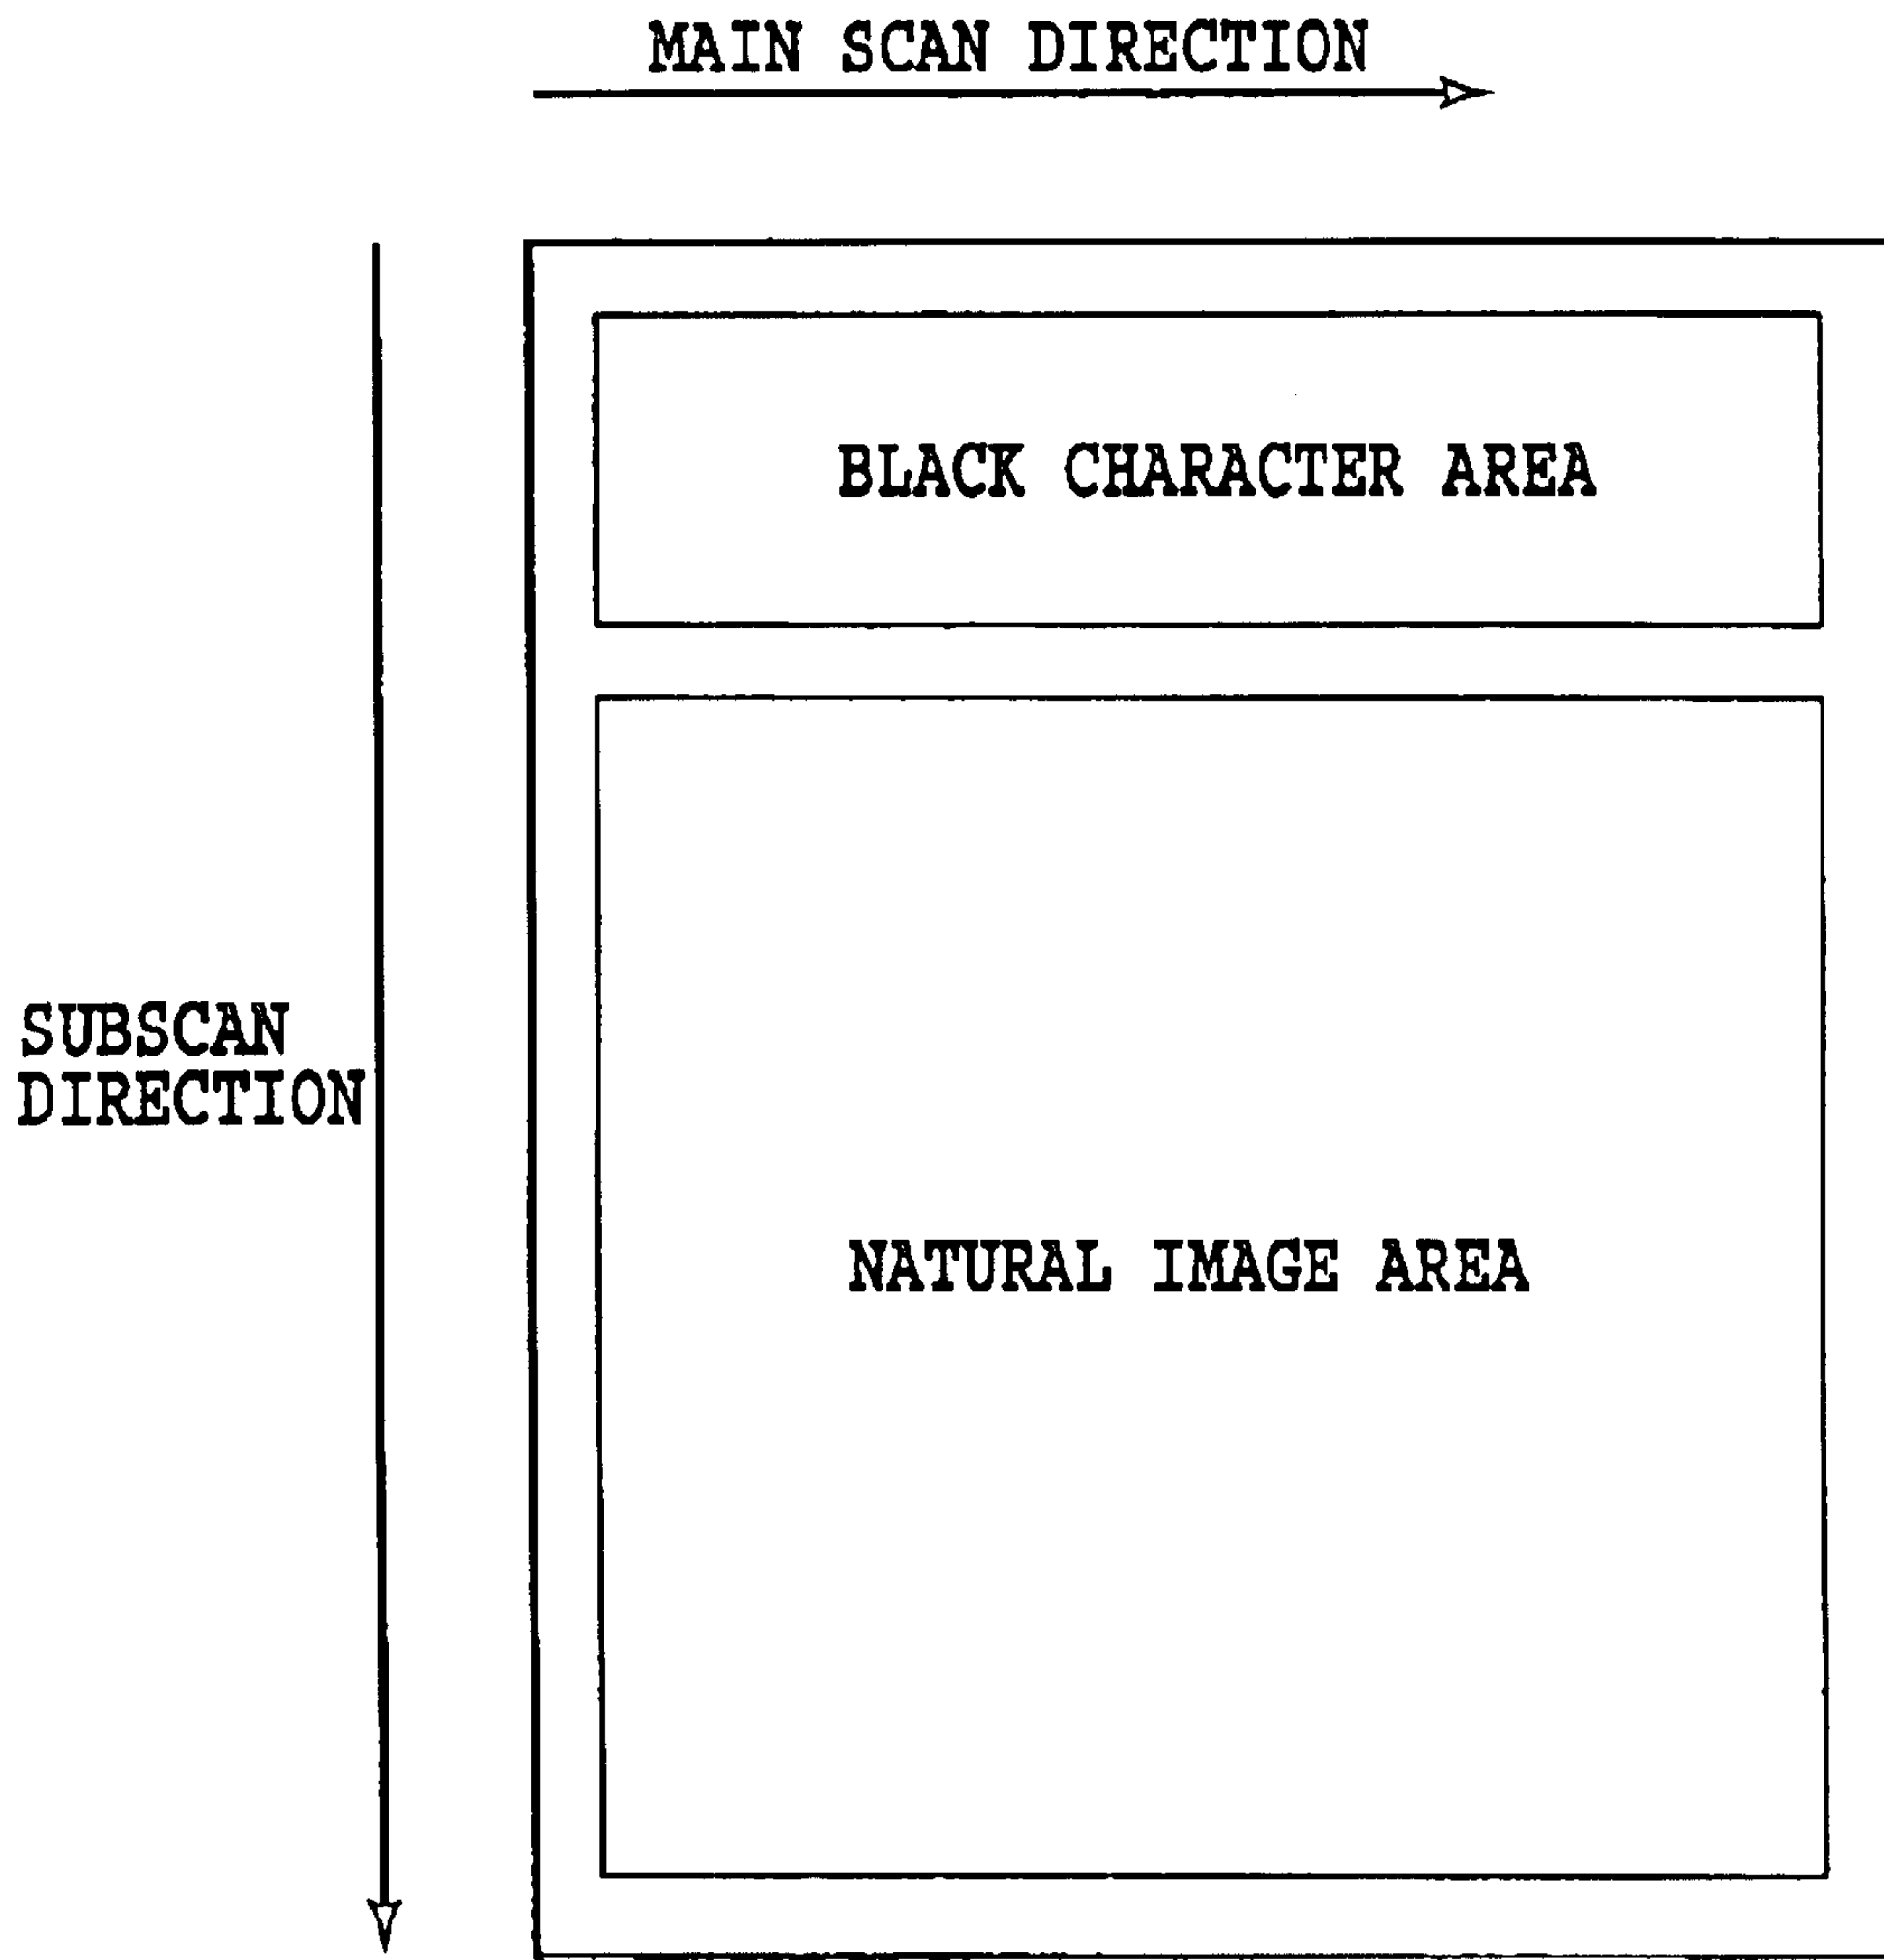 MAIN SCAN DIRECTION
BLACK CHARACTER AREA
SUBSCAN
DIRECTION
NATURAL IMAGE AREA